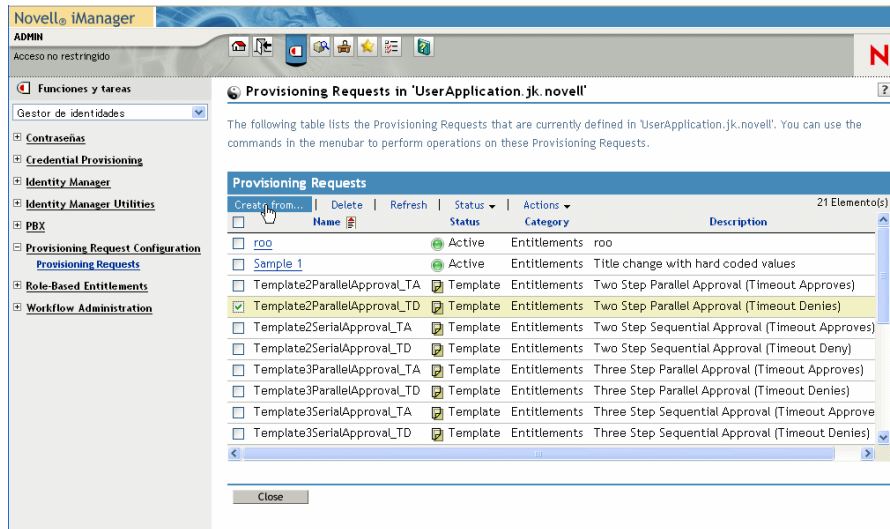 Novell® iManager
ADMIN
Acceso no restringido
N
Funciones y tareas
Gestor de identidades
Contraseñas
Credential Provisioning
Identity Manager
Identity Manager Utilities
PBX
Provisioning Request Configuration
Provisioning Requests
Role-Based Entitlements
Workflow Administration
Provisioning Requests in 'UserApplication.jk.novell'
?
The following table lists the Provisioning Requests that are currently defined in 'UserApplication.jk.novell'. You can use the
commands in the menubar to perform operations on these Provisioning Requests.
Provisioning Requests
Create from... | Delete | Refresh | Status | Actions 21 Elemento(s)
Name Status Category Description
roo Active Entitlements roo
Sample 1 Active Entitlements Title change with hard coded values
Template2ParallelApproval_TA Template Entitlements Two Step Parallel Approval (Timeout Approves)
Template2ParallelApproval_TD Template Entitlements Two Step Parallel Approval (Timeout Denies)
Template2SerialApproval_TA Template Entitlements Two Step Sequential Approval (Timeout Approves)
Template2SerialApproval_TD Template Entitlements Two Step Sequential Approval (Timeout Deny)
Template3ParallelApproval_TA Template Entitlements Three Step Parallel Approval (Timeout Approves)
Template3ParallelApproval_TD Template Entitlements Three Step Parallel Approval (Timeout Denies)
Template3SerialApproval_TA Template Entitlements Three Step Sequential Approval (Timeout Approve
Template3SerialApproval_TD Template Entitlements Three Step Sequential Approval (Timeout Denies)
Close